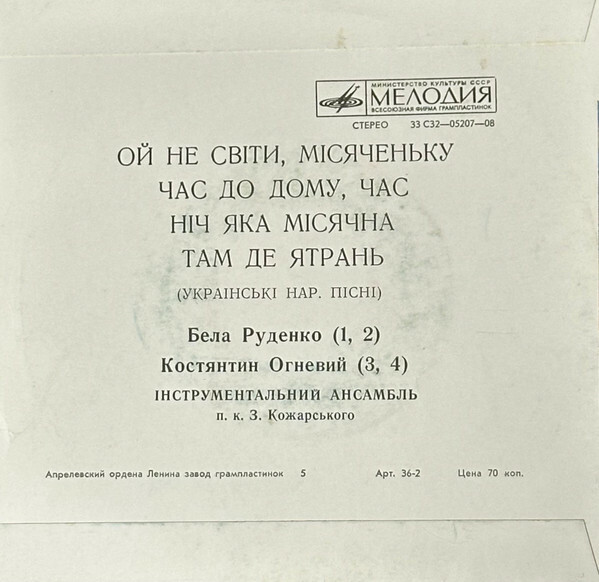 МИНИСТЕРСТВО КУЛЬТУРЫ СССР
МЕЛОДИЯ
ВСЕСОЮЗНАЯ ФИРМА ГРАМПЛАСТИНОК
СТЕРЕО 33 С32—05207—08
ОЙ НЕ СВІТИ, МІСЯЧЕНЬКУ
ЧАС ДО ДОМУ, ЧАС
НІЧ ЯКА МІСЯЧНА
ТАМ ДЕ ЯТРАНЬ
(УКРАІНСЬКІ НАР. ПІСНІ)
Бела Руденко (1, 2)
Костянтин Огневий (3, 4)
ІНСТРУМЕНТАЛЬНИЙ АНСАМБЛЬ
п. к. З. Кожарського
Апрелевский ордена Ленина завод грампластинок 5 Арт. 36-2 Цена 70 коп.